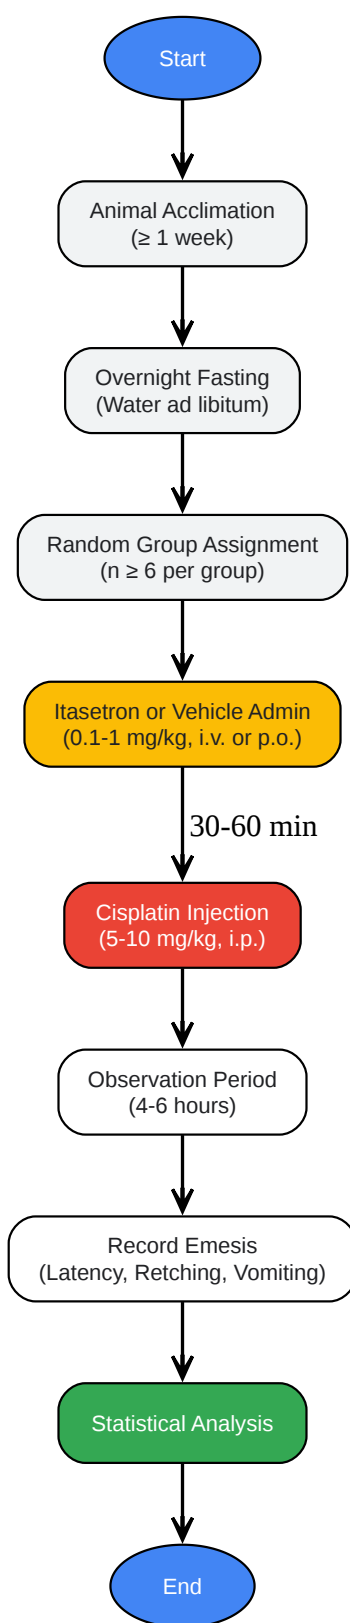 Start
Animal Acclimation
(≥ 1 week)
Overnight Fasting
(Water ad libitum)
Random Group Assignment
(n ≥ 6 per group)
Itasetron or Vehicle Admin
(0.1-1 mg/kg, i.v. or p.o.)
30-60 min
Cisplatin Injection
(5-10 mg/kg, i.p.)
Observation Period
(4-6 hours)
Record Emesis
(Latency, Retching, Vomiting)
Statistical Analysis
End